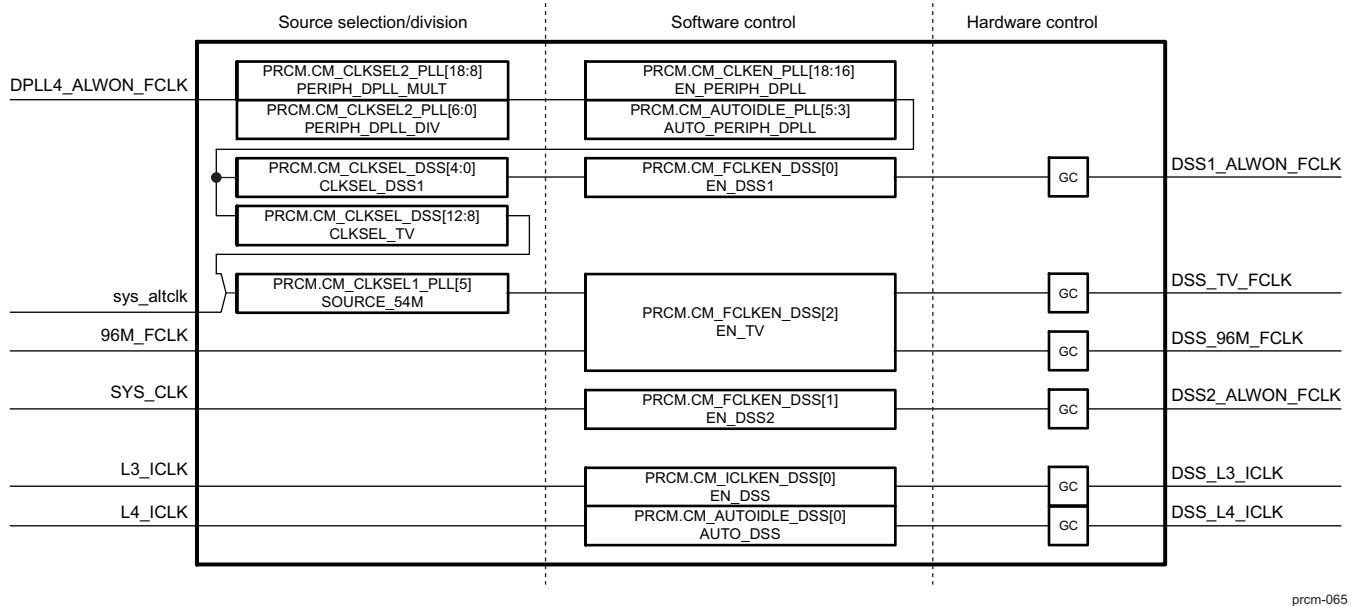 Source selection/division
Software control
Hardware control
DPLL4_ALWON_FCLK
PRCM.CM_CLKSEL2_PLL[18:8]
PERIPH_DPLL_MULT
PRCM.CM_CLKSEL2_PLL[6:0]
PERIPH_DPLL_DIV
PRCM.CM_CLKEN_PLL[18:16]
EN_PERIPH_DPLL
PRCM.CM_AUTOIDLE_PLL[5:3]
AUTO_PERIPH_DPLL
PRCM.CM_CLKSEL_DSS[4:0]
CLKSEL_DSS1
PRCM.CM_FCLKEN_DSS[0]
EN_DSS1
GC
DSS1_ALWON_FCLK
PRCM.CM_CLKSEL_DSS[12:8]
CLKSEL_TV
sys_altclk
PRCM.CM_CLKSEL1_PLL[5]
SOURCE_54M
PRCM.CM_FCLKEN_DSS[2]
EN_TV
GC
DSS_TV_FCLK
96M_FCLK
GC
DSS_96M_FCLK
SYS_CLK
PRCM.CM_FCLKEN_DSS[1]
EN_DSS2
GC
DSS2_ALWON_FCLK
L3_ICLK
PRCM.CM_ICLKEN_DSS[0]
EN_DSS
GC
DSS_L3_ICLK
L4_ICLK
PRCM.CM_AUTOIDLE_DSS[0]
AUTO_DSS
GC
DSS_L4_ICLK
prcm-065